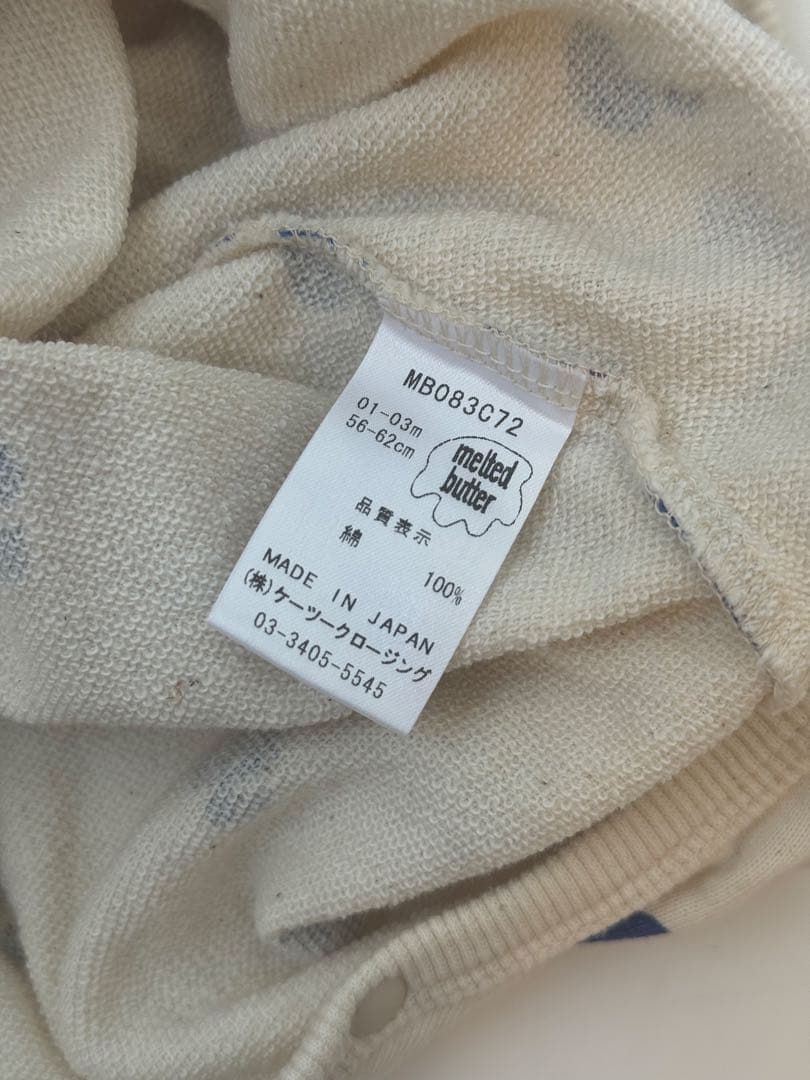 MB083C72
01-03m
56-62cm
melted
butter
品質表示
綿 100%
MADE IN JAPAN
(株)ケーツークロージング
03-3405-5545